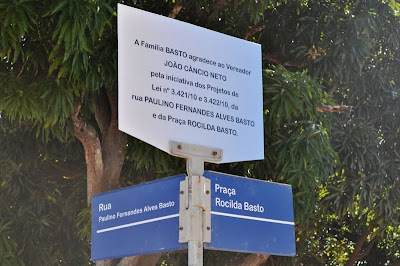 A Família BASTO agradece ao Vereador
JOÃO CÂNCIO NETO
pela iniciativa dos Projetos de
Lei nº 3.421/10 e 3.422/10, da
rua PAULINO FERNANDES ALVES BASTO
e da Praça ROCILDA BASTO.
Rua
Paulino Fernandes Alves Basto
Praça
Rocilda Basto